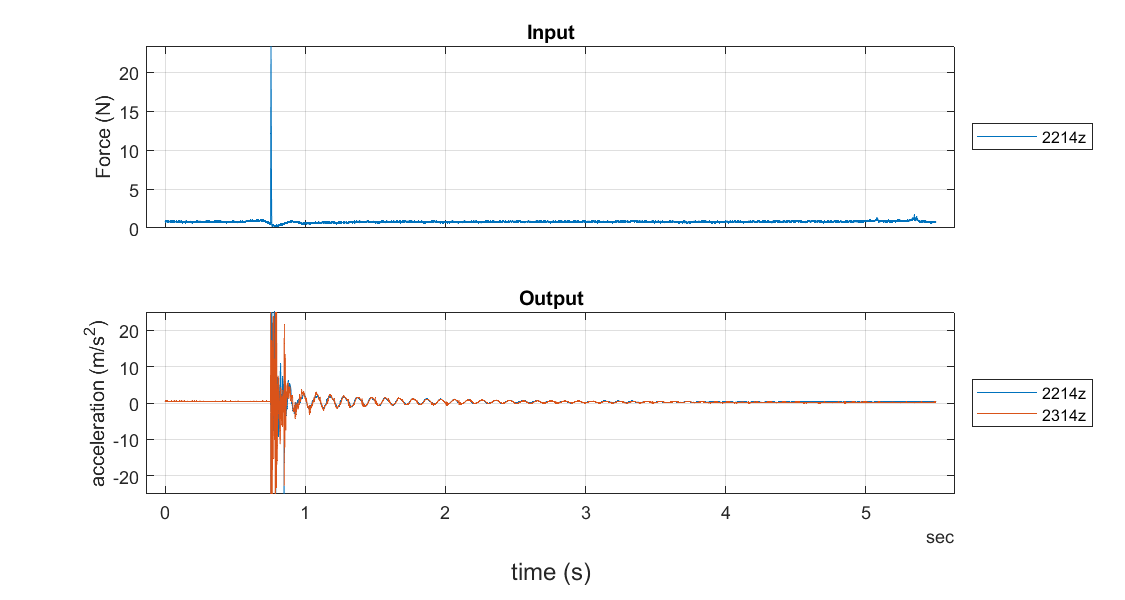 Input
Force (N)
20
15
10
5
0
2214z
Output
acceleration (m/s²)
20
10
0
-10
-20
0 1 2 3 4 5
sec
time (s)
2214z
2314z